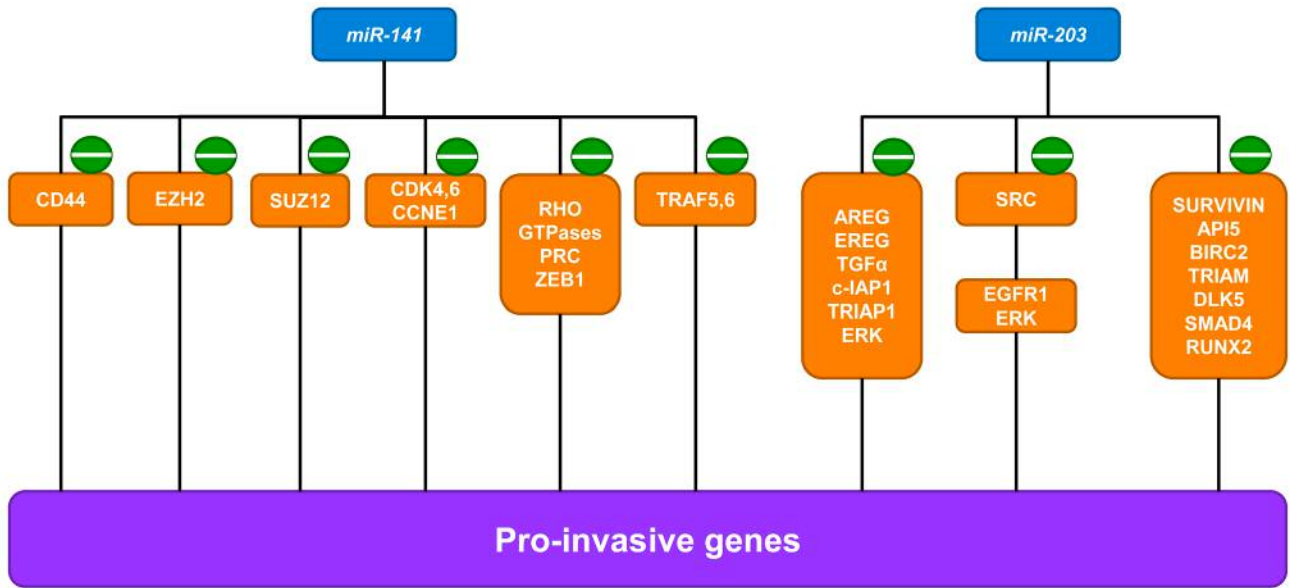 miR-141
miR-203
CD44
EZH2
SUZ12
CDK4,6
CCNE1
RHO
GTPases
PRC
ZEB1
TRAF5,6
AREG
EREG
TGFα
c-IAP1
TRIAP1
ERK
SRC
EGFR1
ERK
SURVIVIN
API5
BIRC2
TRIAM
DLK5
SMAD4
RUNX2
Pro-invasive genes